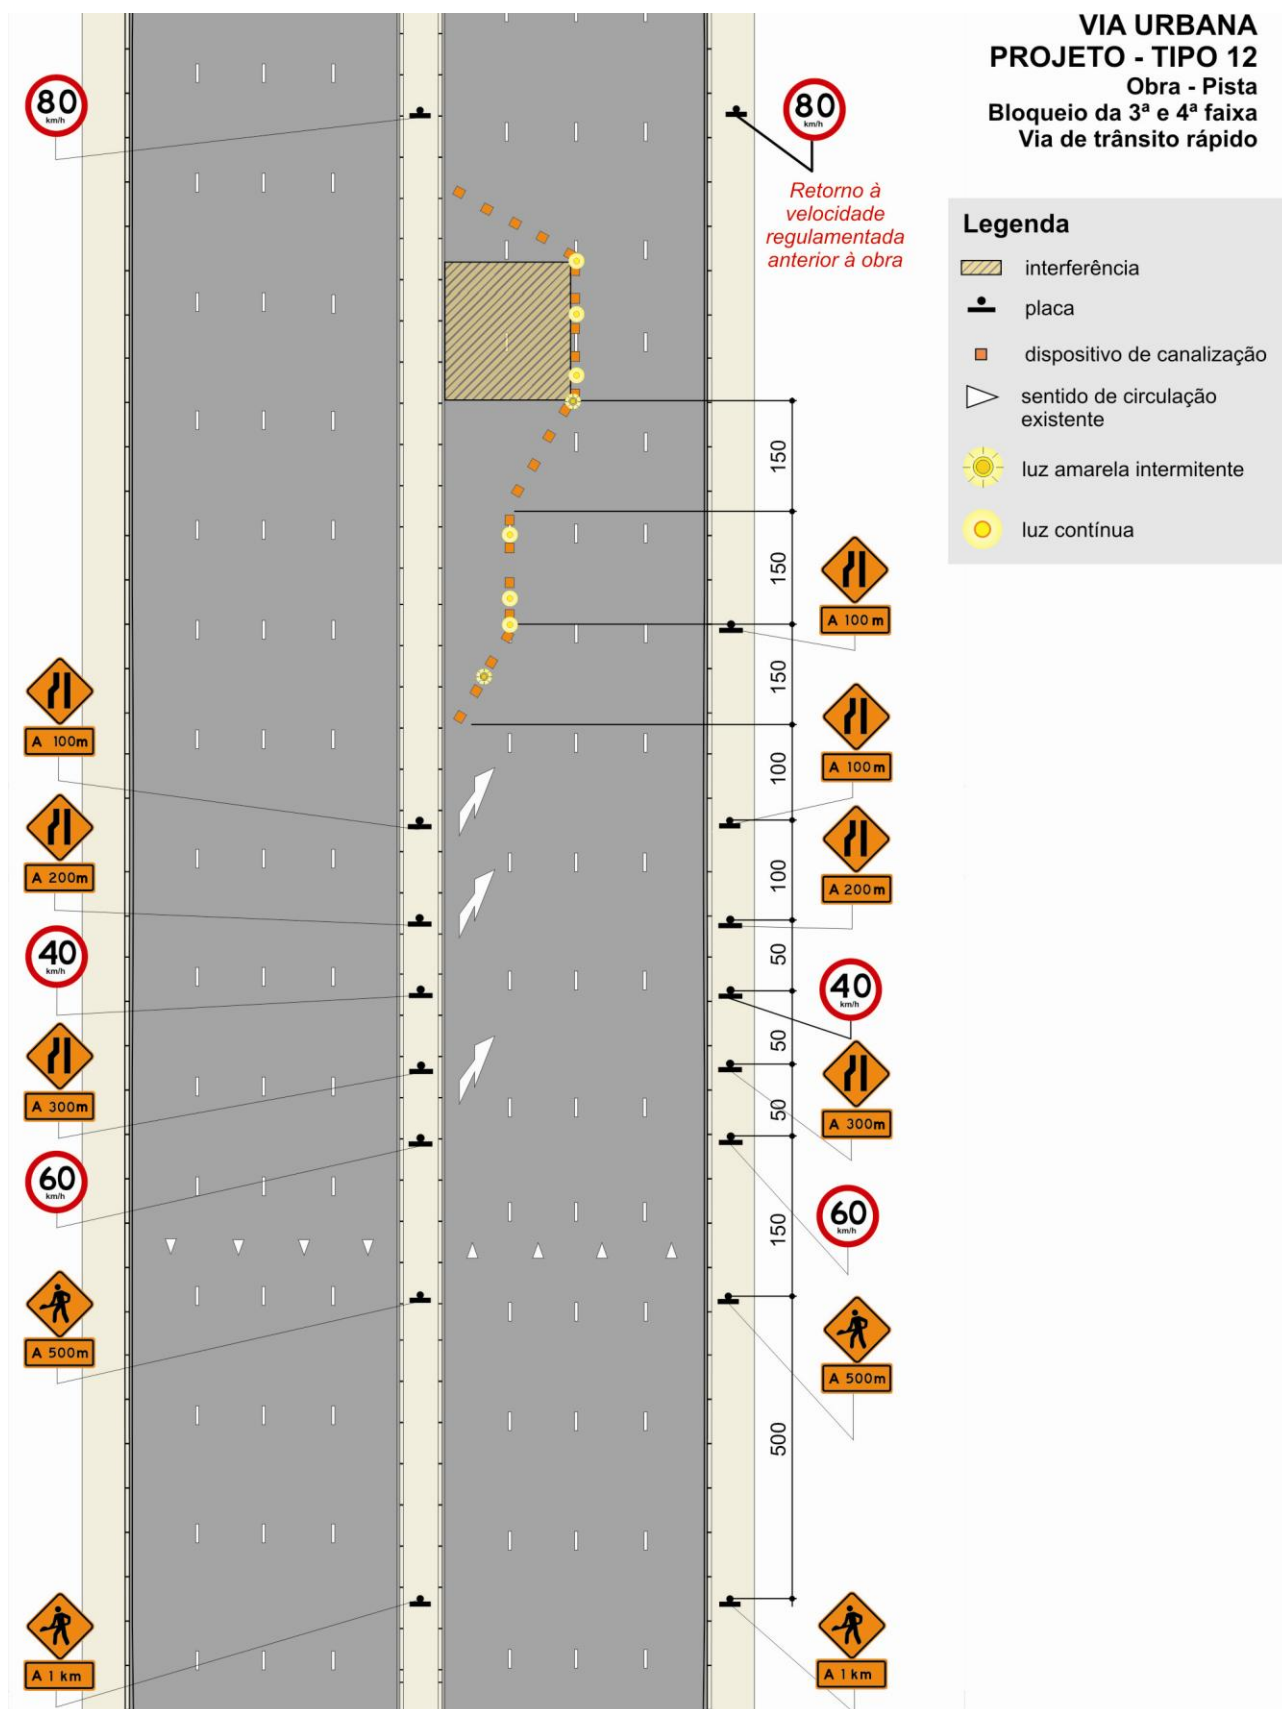 VIA URBANA
PROJETO - TIPO 12
Obra - Pista
Bloqueio da 3ª e 4ª faixa
Via de trânsito rápido
80
km/h
80
km/h
Retorno à
velocidade
regulamentada
anterior à obra
Legenda
interferência
placa
dispositivo de canalização
sentido de circulação
existente
luz amarela intermitente
luz contínua
150
150
A 100 m
150
A 100m
A 100 m
100
A 200m
A 200 m
100
50
40
km/h
40
km/h
50
A 300m
A 300m
50
60
km/h
60
km/h
150
A 500m
A 500m
500
A 1 km
A 1 km